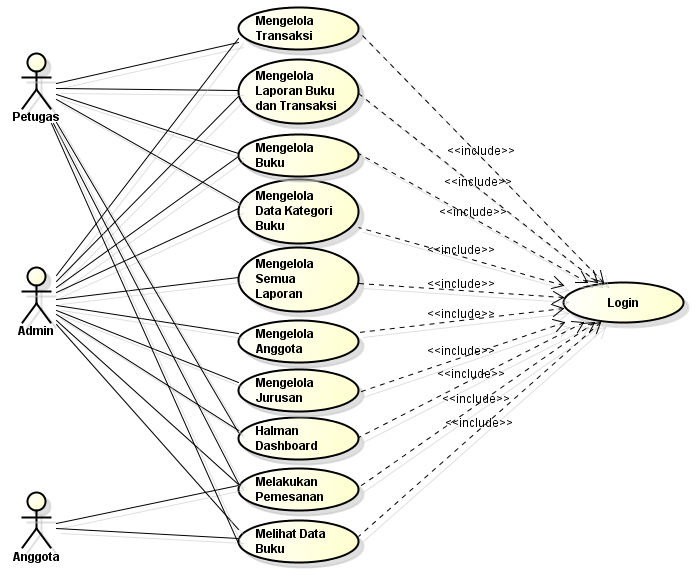 Mengelola
Transaksi
Petugas
Mengelola
Laporan Buku
dan Transaksi
<<include>>
Mengelola
Buku
<<include>>
Mengelola
Data Kategori
Buku
<<include>>
<<include>>
Mengelola
Semua
Laporan
<<include>>
Login
Admin
<<include>>
Mengelola
Anggota
<<include>>
Mengelola
Jurusan
<<include>>
<<include>>
Halman
Dashboard
<<include>>
Melakukan
Pemesanan
Melihat Data
Buku
Anggota